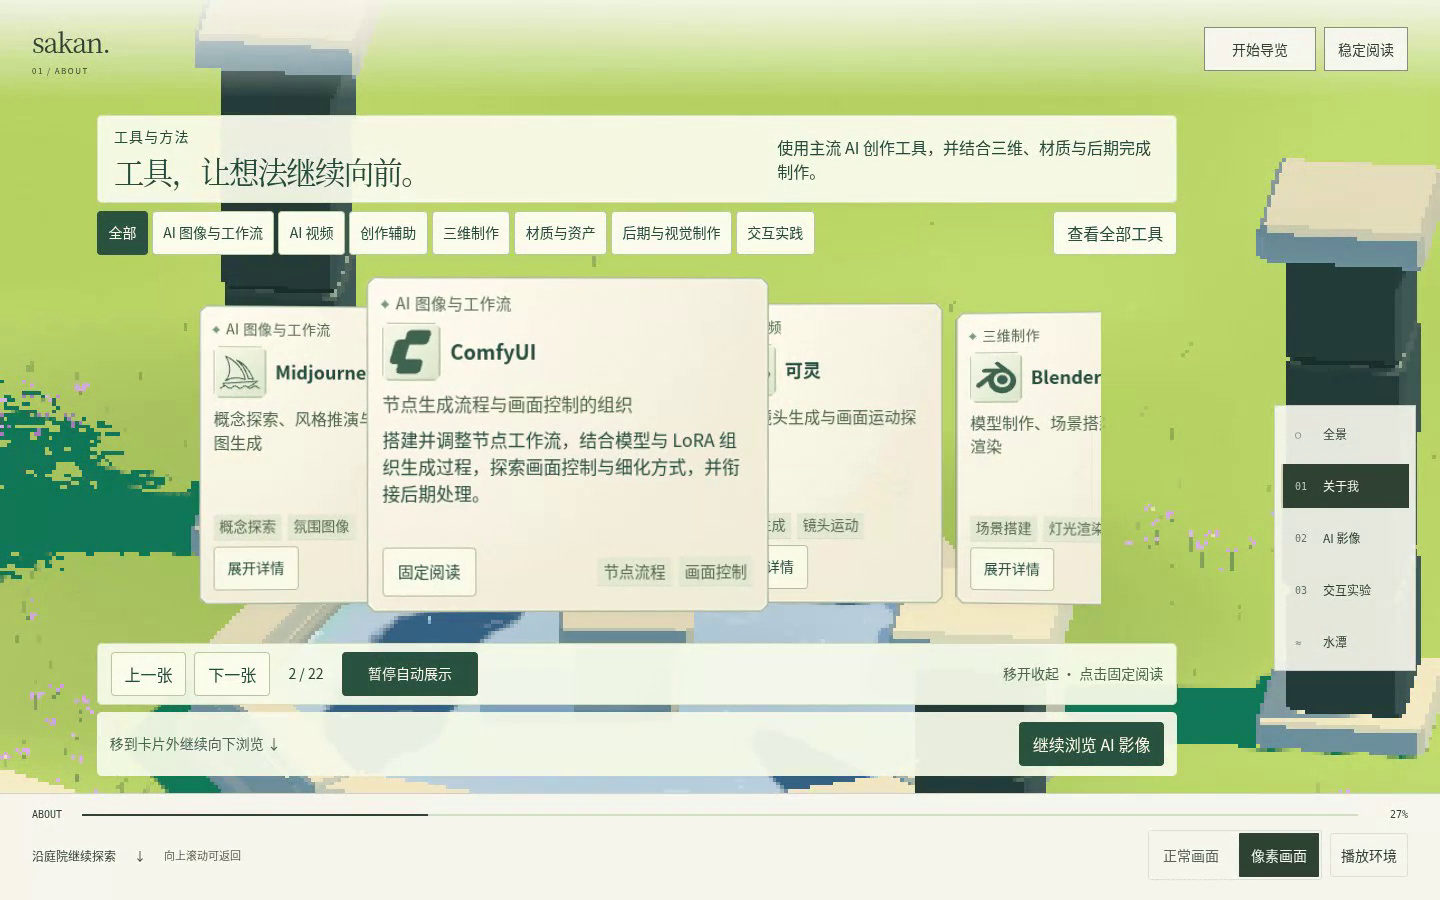 sakan.
01 / ABOUT
开始导览
稳定阅读
工具与方法
工具，让想法继续向前。
使用主流 AI 创作工具，并结合三维、材质与后期完成
制作。
全部
AI 图像与工作流
AI 视频
创作辅助
三维制作
材质与资产
后期与视觉制作
交互实践
查看全部工具
AI 图像与工作流
Midjourne
概念探索、风格推演与
图生成
概念探索
氛围图像
展开详情
AI 图像与工作流
ComfyUI
节点生成流程与画面控制的组织
搭建并调整节点工作流，结合模型与 LoRA 组
织生成过程，探索画面控制与细化方式，并衔
接后期处理。
固定阅读
节点流程
画面控制
频
可灵
头生成与画面运动探
成
镜头运动
详情
三维制作
Blender
模型制作、场景搭
渲染
场景搭建
灯光渲染
展开详情
全景
01 关于我
02 AI 影像
03 交互实验
≈ 水潭
上一张
下一张
2 / 22
暂停自动展示
移开收起 · 点击固定阅读
移到卡片外继续向下浏览 ↓
继续浏览 AI 影像
ABOUT
27%
沿庭院继续探索 ↓ 向上滚动可返回
正常画面
像素画面
播放环境